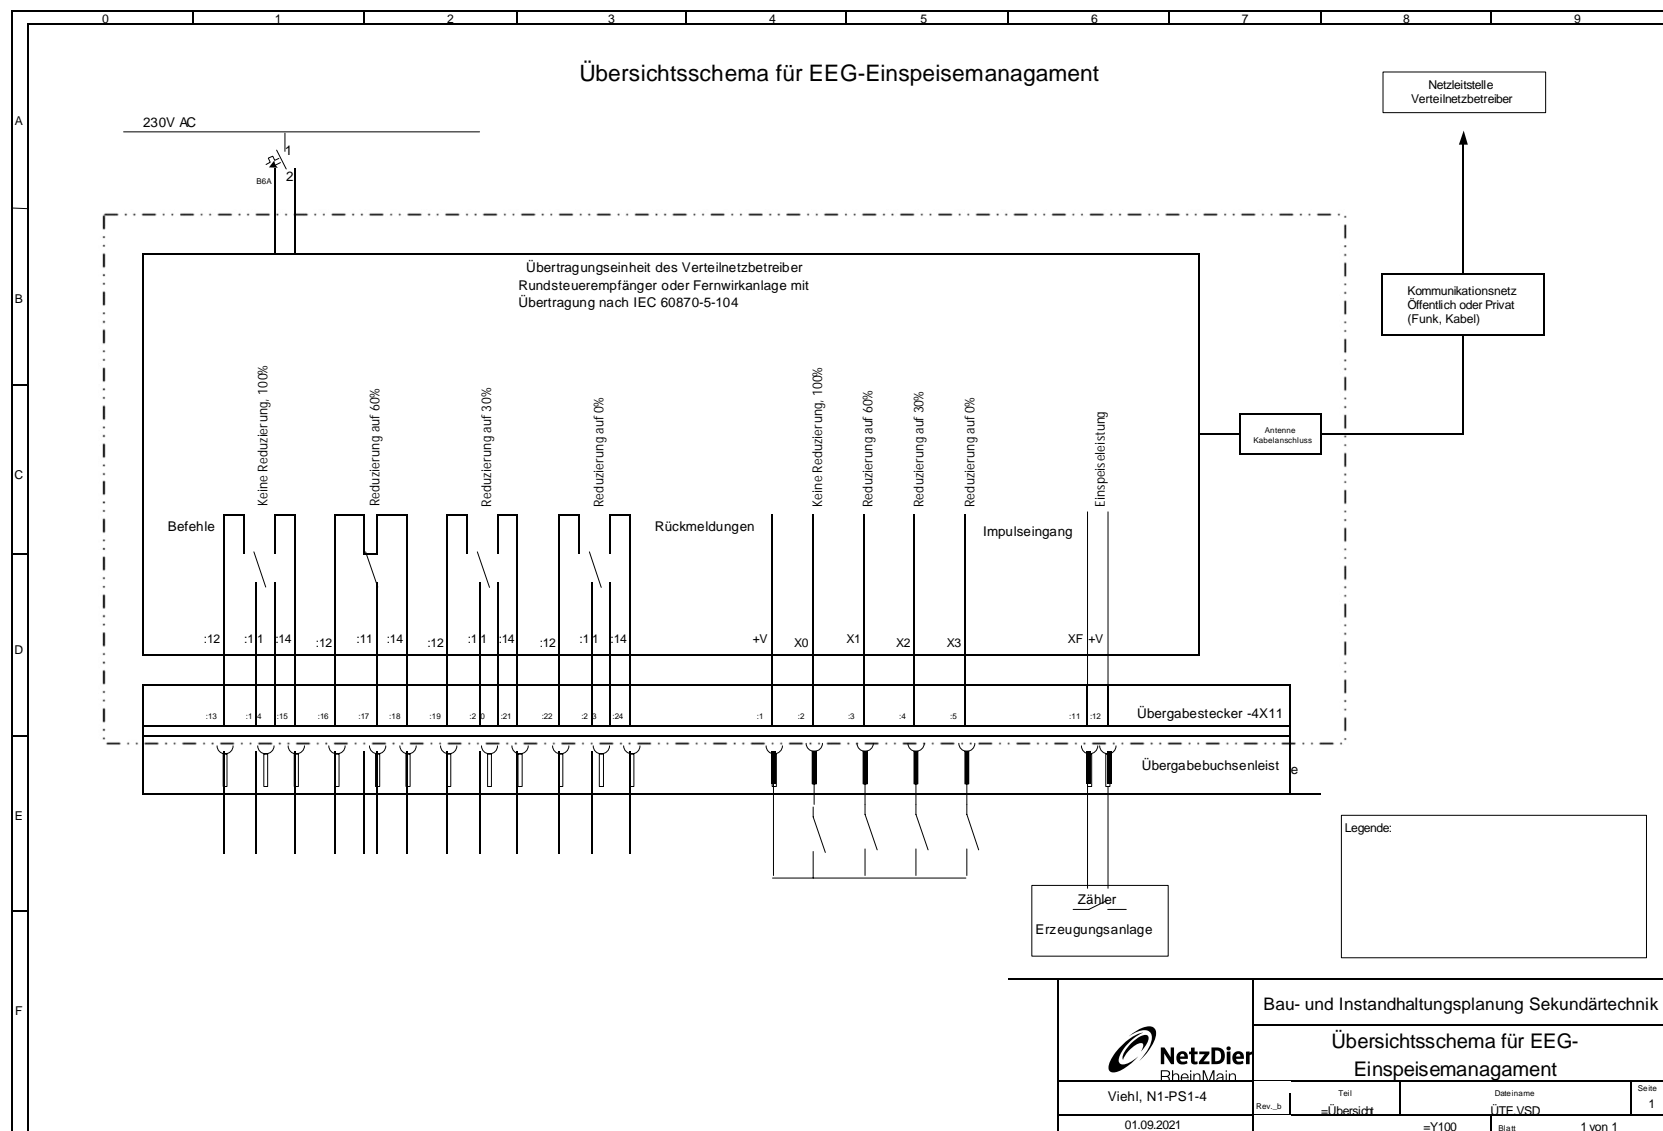 0 1 2 3 4 5 6 7 8 9
Übersichtsschema für EEG-Einspeisemanagament
Netzleitstelle
Verteilnetzbetreiber
A
230V AC
1
2
B6A
B
Übertragungseinheit des Verteilnetzbetreiber
Rundsteuerempfänger oder Fernwirkanlage mit
Übertragung nach IEC 60870-5-104
Kommunikationsnetz
Öffentlich oder Privat
(Funk, Kabel)
C
Keine Reduzierung, 100%
Reduzierung auf 60%
Reduzierung auf 30%
Reduzierung auf 0%
Keine Reduzierung, 100%
Reduzierung auf 60%
Reduzierung auf 30%
Reduzierung auf 0%
Einspeiseleistung
Antenne
Kabelanschluss
Befehle
Rückmeldungen
Impulseingang
D
:12 :11 :14 :12 :11 :14 :12 :11 :14 :12 :11 :14 +V X0 X1 X2 X3 XF +V
:13 :14 :15 :16 :17 :18 :19 :20 :21 :22 :23 :24 :1 :2 :3 :4 :5 :11 :12
Übergabestecker -4X11
Übergabebuchsenleiste
E
Legende:
Zähler
Erzeugungsanlage
F
NetzDien
RheinMain
Bau- und Instandhaltungsplanung Sekundärtechnik
Übersichtsschema für EEG-
Einspeisemanagament
Viehl, N1-PS1-4
Rev._b
Teil
=Übersicht
Dateiname
ÜTE.VSD
Seite
1
01.09.2021
=Y100
Blatt
1 von 1